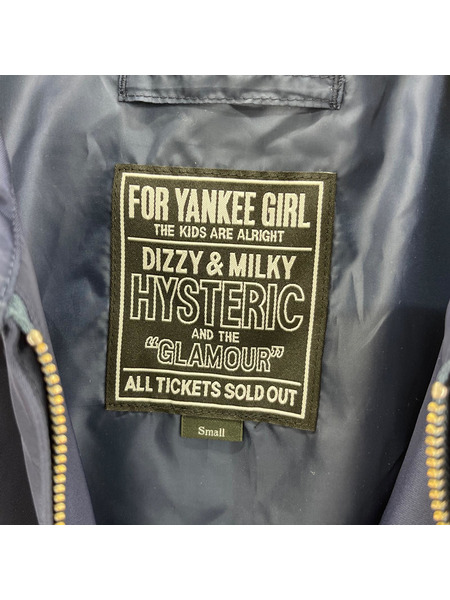 FOR YANKEE GIRL
THE KIDS ARE ALRIGHT
DIZZY & MILKY
HYSTERIC
AND THE
"GLAMOUR"
ALL TICKETS SOLD OUT
Small